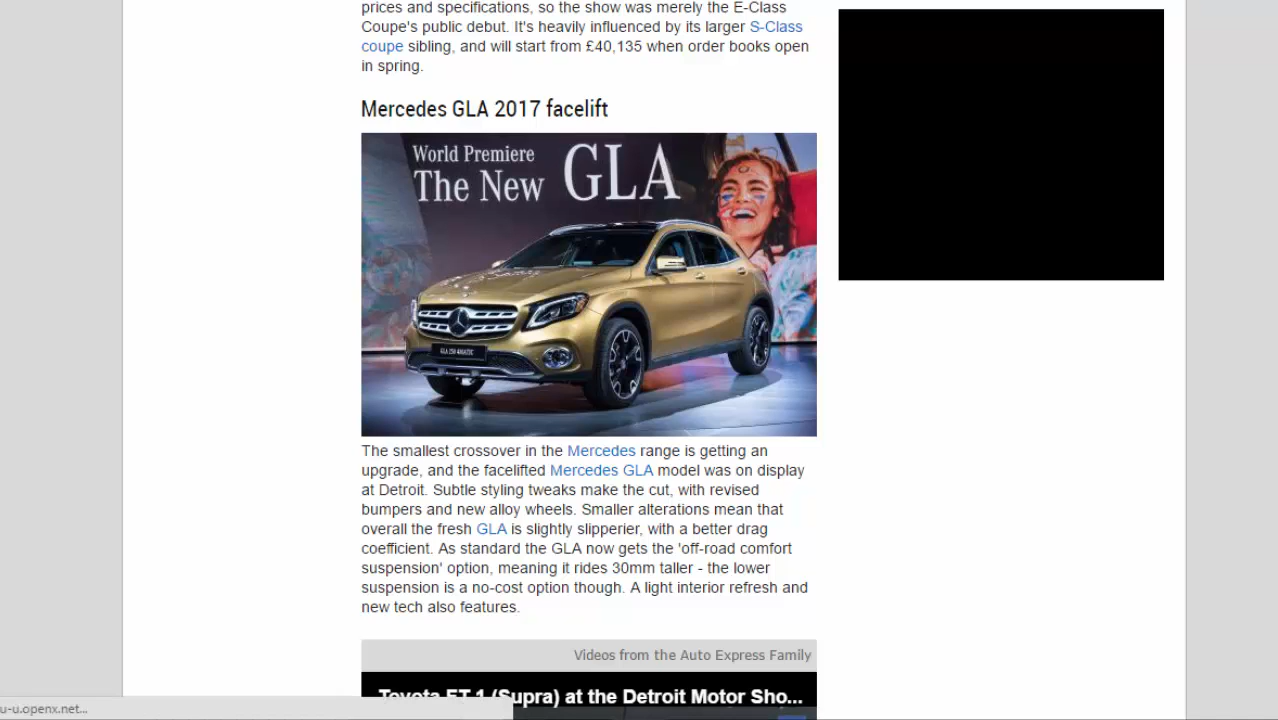 prices and specifications, so the show was merely the E-Class
Coupe's public debut. It's heavily influenced by its larger S-Class
coupe sibling, and will start from £40,135 when order books open
in spring.
Mercedes GLA 2017 facelift
World Premiere
The New GLA
GLA 250 4MATIC
The smallest crossover in the Mercedes range is getting an
upgrade, and the facelifted Mercedes GLA model was on display
at Detroit. Subtle styling tweaks make the cut, with revised
bumpers and new alloy wheels. Smaller alterations mean that
overall the fresh GLA is slightly slipperier, with a better drag
coefficient. As standard the GLA now gets the 'off-road comfort
suspension' option, meaning it rides 30mm taller - the lower
suspension is a no-cost option though. A light interior refresh and
new tech also features.
Videos from the Auto Express Family
Toyota FT-1 (Supra) at the Detroit Motor Sho...
u-u.openx.net...